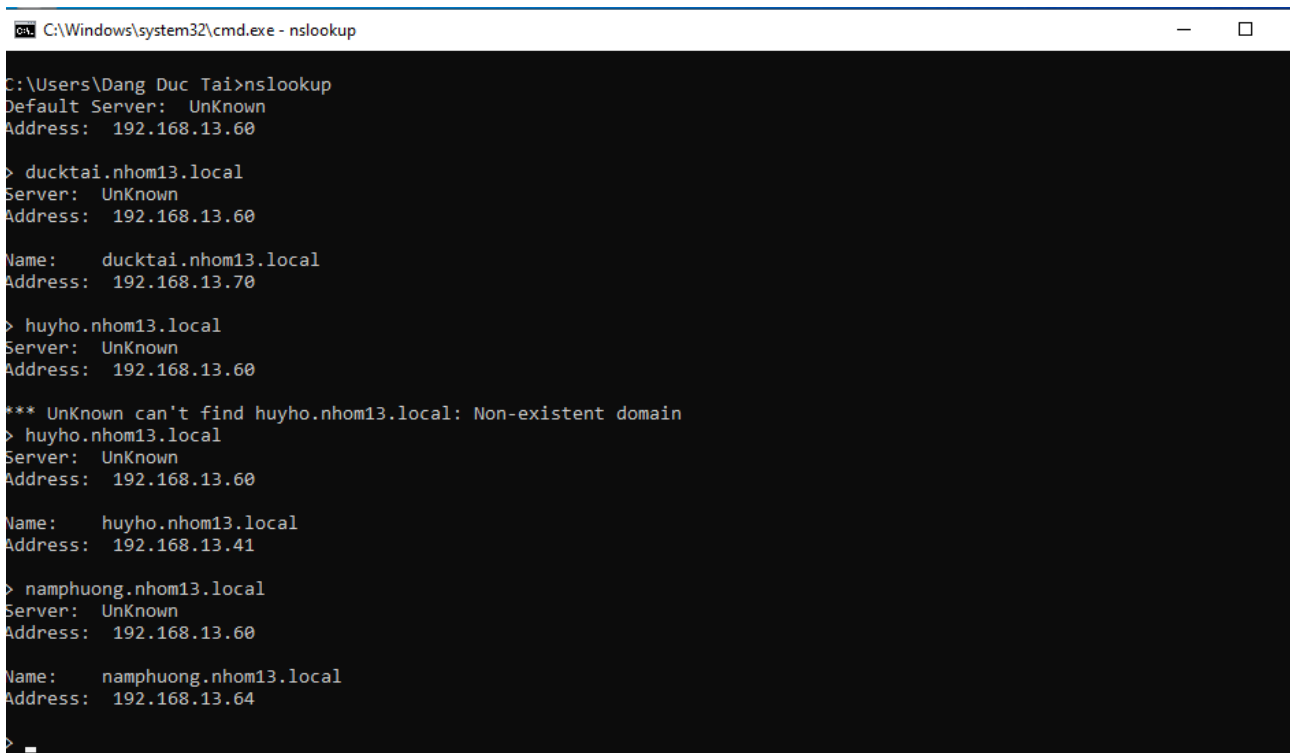 C:\Windows\system32\cmd.exe - nslookup
C:\Users\Dang Duc Tai>nslookup
Default Server:  UnKnown
Address:  192.168.13.60
> ducktai.nhom13.local
Server:  UnKnown
Address:  192.168.13.60
Name:    ducktai.nhom13.local
Address:  192.168.13.70
> huyho.nhom13.local
Server:  UnKnown
Address:  192.168.13.60
*** UnKnown can't find huyho.nhom13.local: Non-existent domain
> huyho.nhom13.local
Server:  UnKnown
Address:  192.168.13.60
Name:    huyho.nhom13.local
Address:  192.168.13.41
> namphuong.nhom13.local
Server:  UnKnown
Address:  192.168.13.60
Name:    namphuong.nhom13.local
Address:  192.168.13.64
>